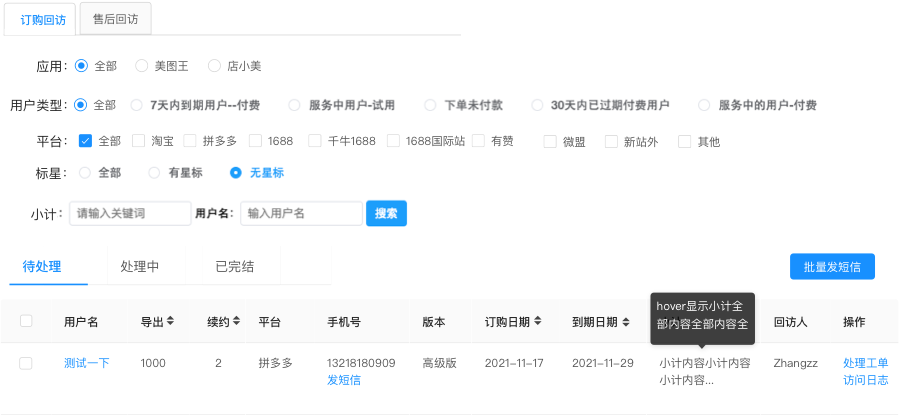 订购回访 售后回访
应用: 全部 美图王 店小美
用户类型: 全部 7天内到期用户--付费 服务中用户-试用 下单未付款 30天内已过期付费用户 服务中的用户-付费
平台: 全部 淘宝 拼多多 1688 千牛1688 1688国际站 有赞 微盟 新站外 其他
标星: 全部 有星标 无星标
小计: 请输入关键词 用户名: 输入用户名 搜索
待处理 处理中 已完结 批量发短信
hover显示小计全
部内容全部内容全
用户名 导出 续约 平台 手机号 版本 订购日期 到期日期 回访人 操作
测试一下 1000 2 拼多多 13218180909 高级版 2021-11-17 2021-11-29 小计内容小计内容 Zhangzz 处理工单
发短信 小计内容... 访问日志